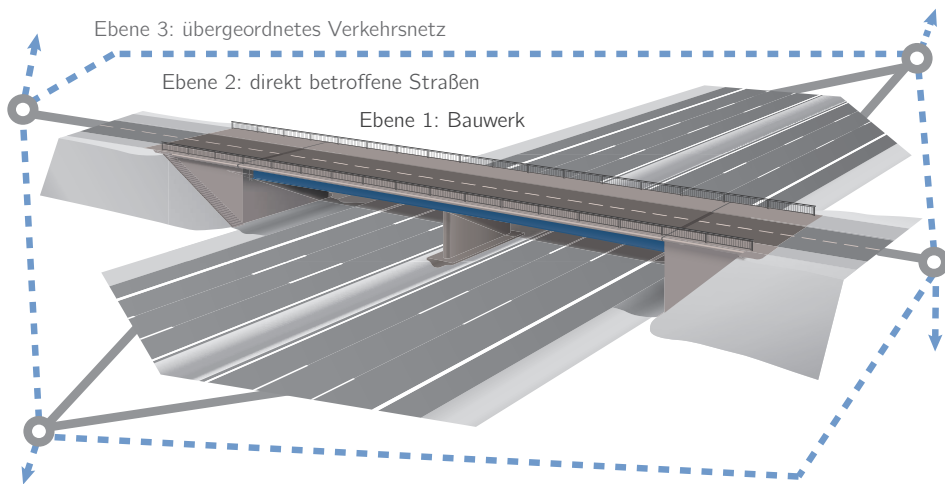 Ebene 3: übergeordnetes Verkehrsnetz
Ebene 2: direkt betroffene Straßen
Ebene 1: Bauwerk